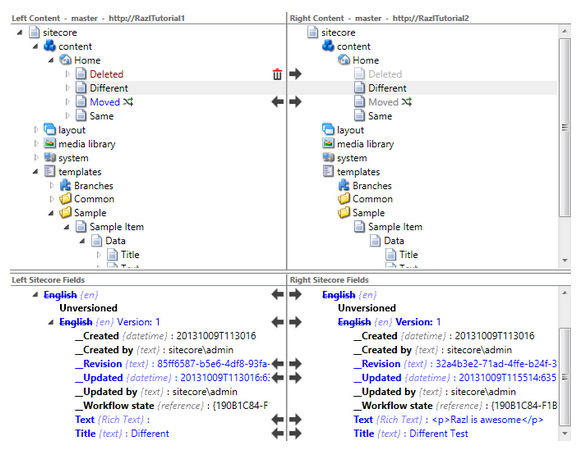 Left Content - master - http://RazlTutorial1
sitecore
content
Home
Deleted
Different
Moved
Same
layout
media library
system
templates
Branches
Common
Sample
Sample Item
Data
Title
Right Content - master - http://RazlTutorial2
sitecore
content
Home
Deleted
Different
Moved
Same
layout
media library
system
templates
Branches
Common
Sample
Sample Item
Data
Title
Left Sitecore Fields
English {en}
Unversioned
English {en} Version: 1
__Created {datetime} : 20131009T113016
__Created by {text} : sitecore\admin
__Revision {text} : 85ff6587-b5e6-4df8-93fa-
__Updated {datetime} : 20131009T113016:63
__Updated by {text} : sitecore\admin
__Workflow state {reference} : {190B1C84-F
Text {Rich Text} :
Title {text} : Different
Right Sitecore Fields
English {en}
Unversioned
English {en} Version: 1
__Created {datetime} : 20131009T113016
__Created by {text} : sitecore\admin
__Revision {text} : 32a4b3e2-71ad-4ffe-b24f-3
__Updated {datetime} : 20131009T115514:635
__Updated by {text} : sitecore\admin
__Workflow state {reference} : {190B1C84-F1B
Text {Rich Text} : <p>Razl is awesome</p>
Title {text} : Different Test